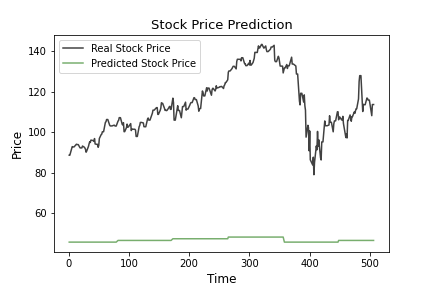 Stock Price Prediction
Real Stock Price
Predicted Stock Price
140
120
100
80
60
Price
0 100 200 300 400 500
Time